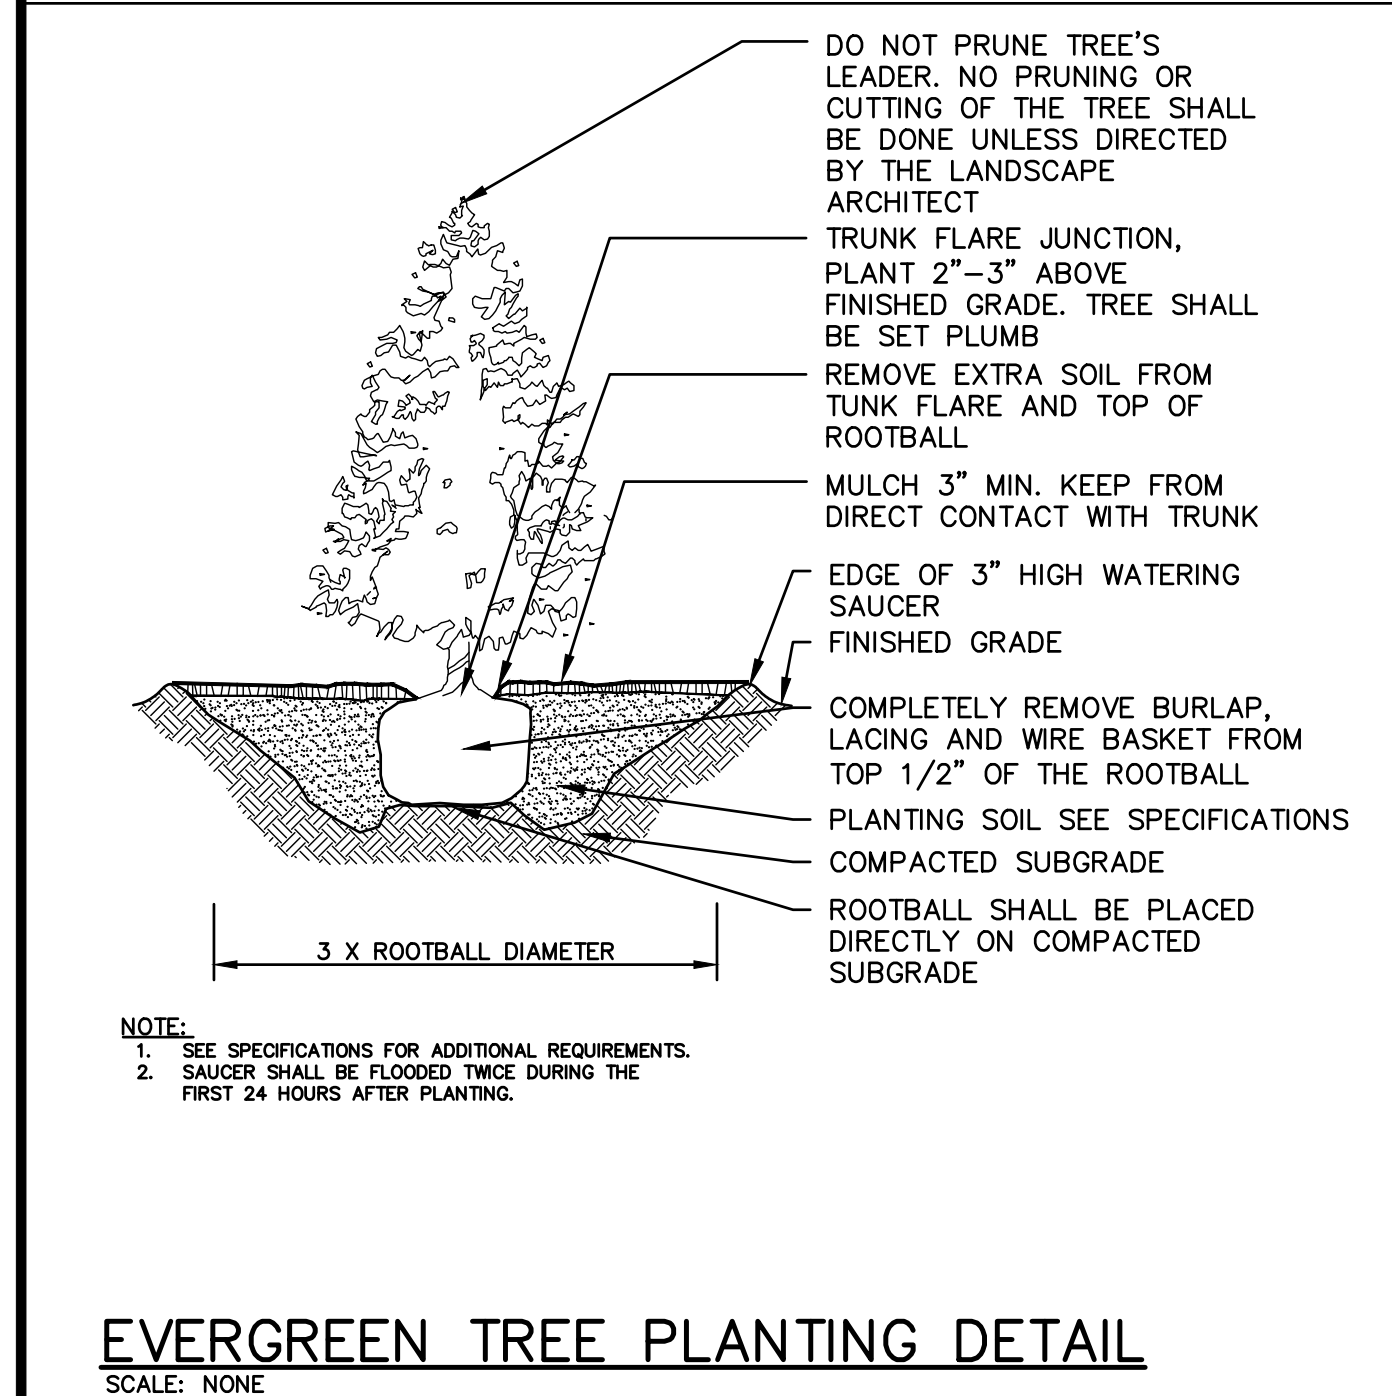 DO NOT PRUNE TREE'S
LEADER. NO PRUNING OR
CUTTING OF THE TREE SHALL
BE DONE UNLESS DIRECTED
BY THE LANDSCAPE
ARCHITECT
TRUNK FLARE JUNCTION,
PLANT 2"-3" ABOVE
FINISHED GRADE. TREE SHALL
BE SET PLUMB
REMOVE EXTRA SOIL FROM
TUNK FLARE AND TOP OF
ROOTBALL
MULCH 3" MIN. KEEP FROM
DIRECT CONTACT WITH TRUNK
EDGE OF 3" HIGH WATERING
SAUCER
FINISHED GRADE
COMPLETELY REMOVE BURLAP,
LACING AND WIRE BASKET FROM
TOP 1/2" OF THE ROOTBALL
PLANTING SOIL SEE SPECIFICATIONS
COMPACTED SUBGRADE
ROOTBALL SHALL BE PLACED
DIRECTLY ON COMPACTED
SUBGRADE
3 X ROOTBALL DIAMETER
NOTE:
1. SEE SPECIFICATIONS FOR ADDITIONAL REQUIREMENTS.
2. SAUCER SHALL BE FLOODED TWICE DURING THE
FIRST 24 HOURS AFTER PLANTING.
EVERGREEN TREE PLANTING DETAIL
SCALE: NONE